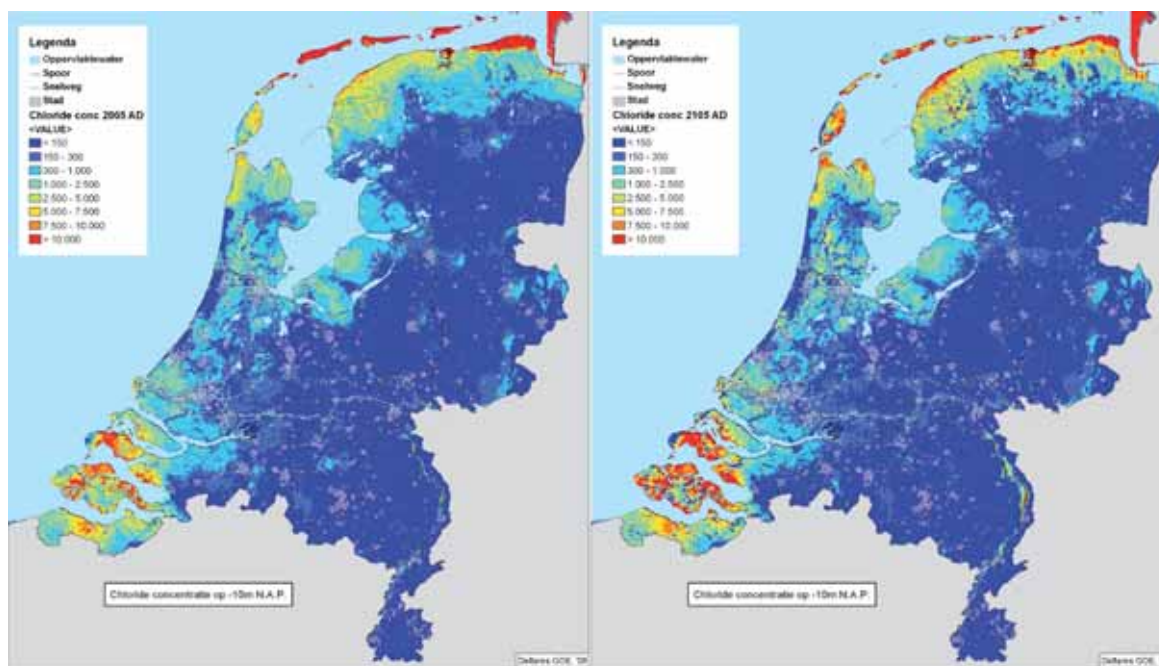 Legenda
Oppervlaktewater
Spoor
Snelweg
Stad
Chloride conc 2005 AD
<VALUE>
< 150
150 - 300
300 - 1.000
1.000 - 2.500
2.500 - 5.000
5.000 - 7.500
7.500 - 10.000
> 10.000
Chloride concentratie op -10m N.A.P.
Deltares GOE,
Legenda
Oppervlaktewater
Spoor
Snelweg
Stad
Chloride conc 2105 AD
<VALUE>
< 150
150 - 300
300 - 1.000
1 000 - 2.500
2.500 - 5.000
5.000 - 7.500
7.500 - 10.000
> 10.000
Chloride concentratie op -10m N.A.P.
Deltares GOE,